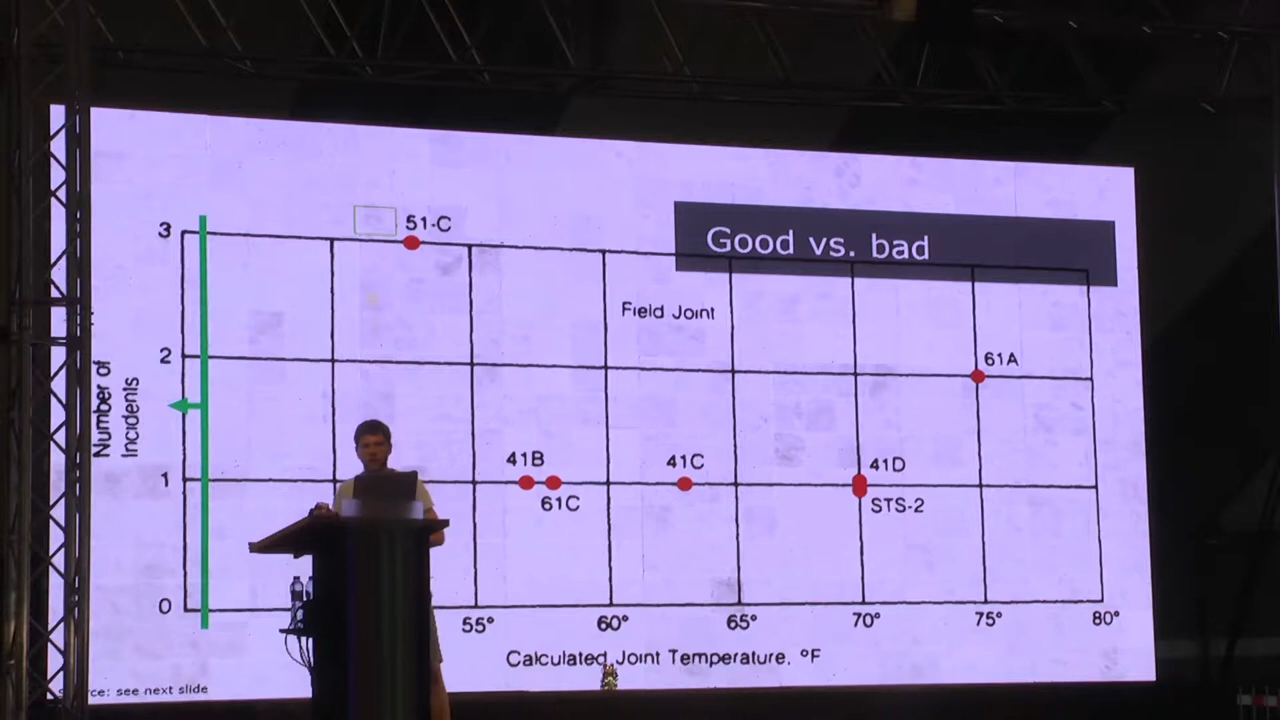 Good vs. bad
3
51-C
Field Joint
2
61A
Number of
Incidents
41B
41C
41D
1
61C
STS-2
0
55°
60°
65°
70°
75°
80°
Calculated Joint Temperature, °F
see next slide